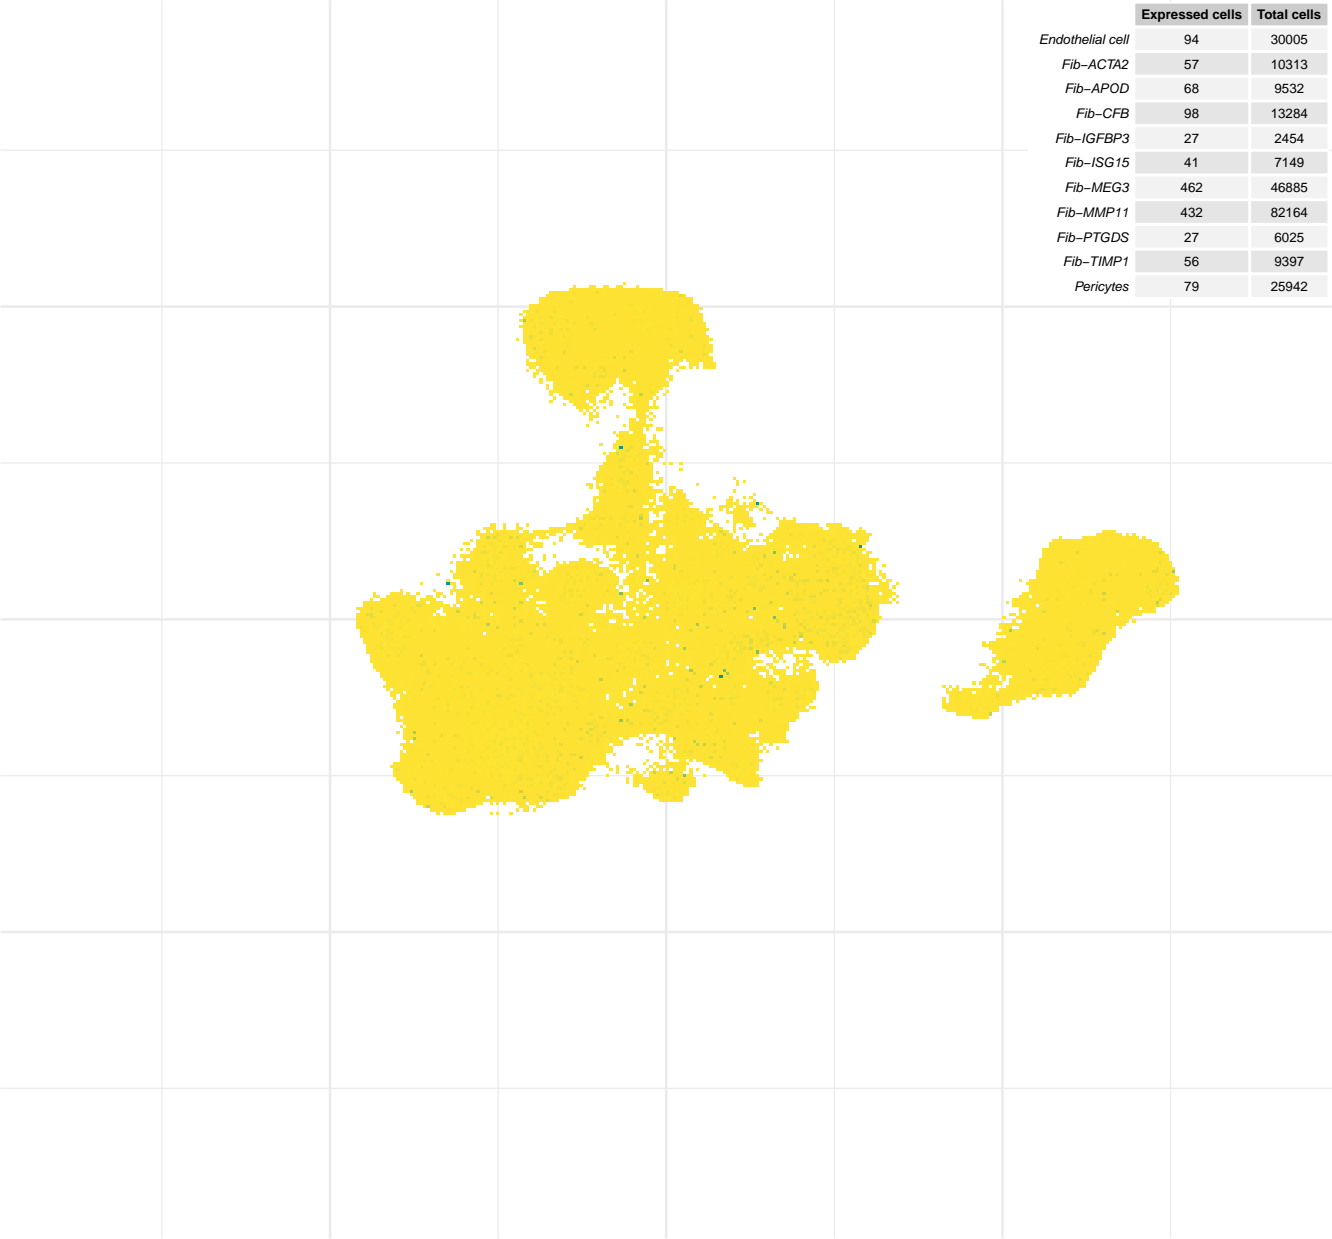 Expressed cells Total cells
Endothelial cell 94 30005
Fib−ACTA2 57 10313
Fib−APOD 68 9532
Fib−CFB 98 13284
Fib−IGFBP3 27 2454
Fib−ISG15 41 7149
Fib−MEG3 462 46885
Fib−MMP11 432 82164
Fib−PTGDS 27 6025
Fib−TIMP1 56 9397
Pericytes 79 25942